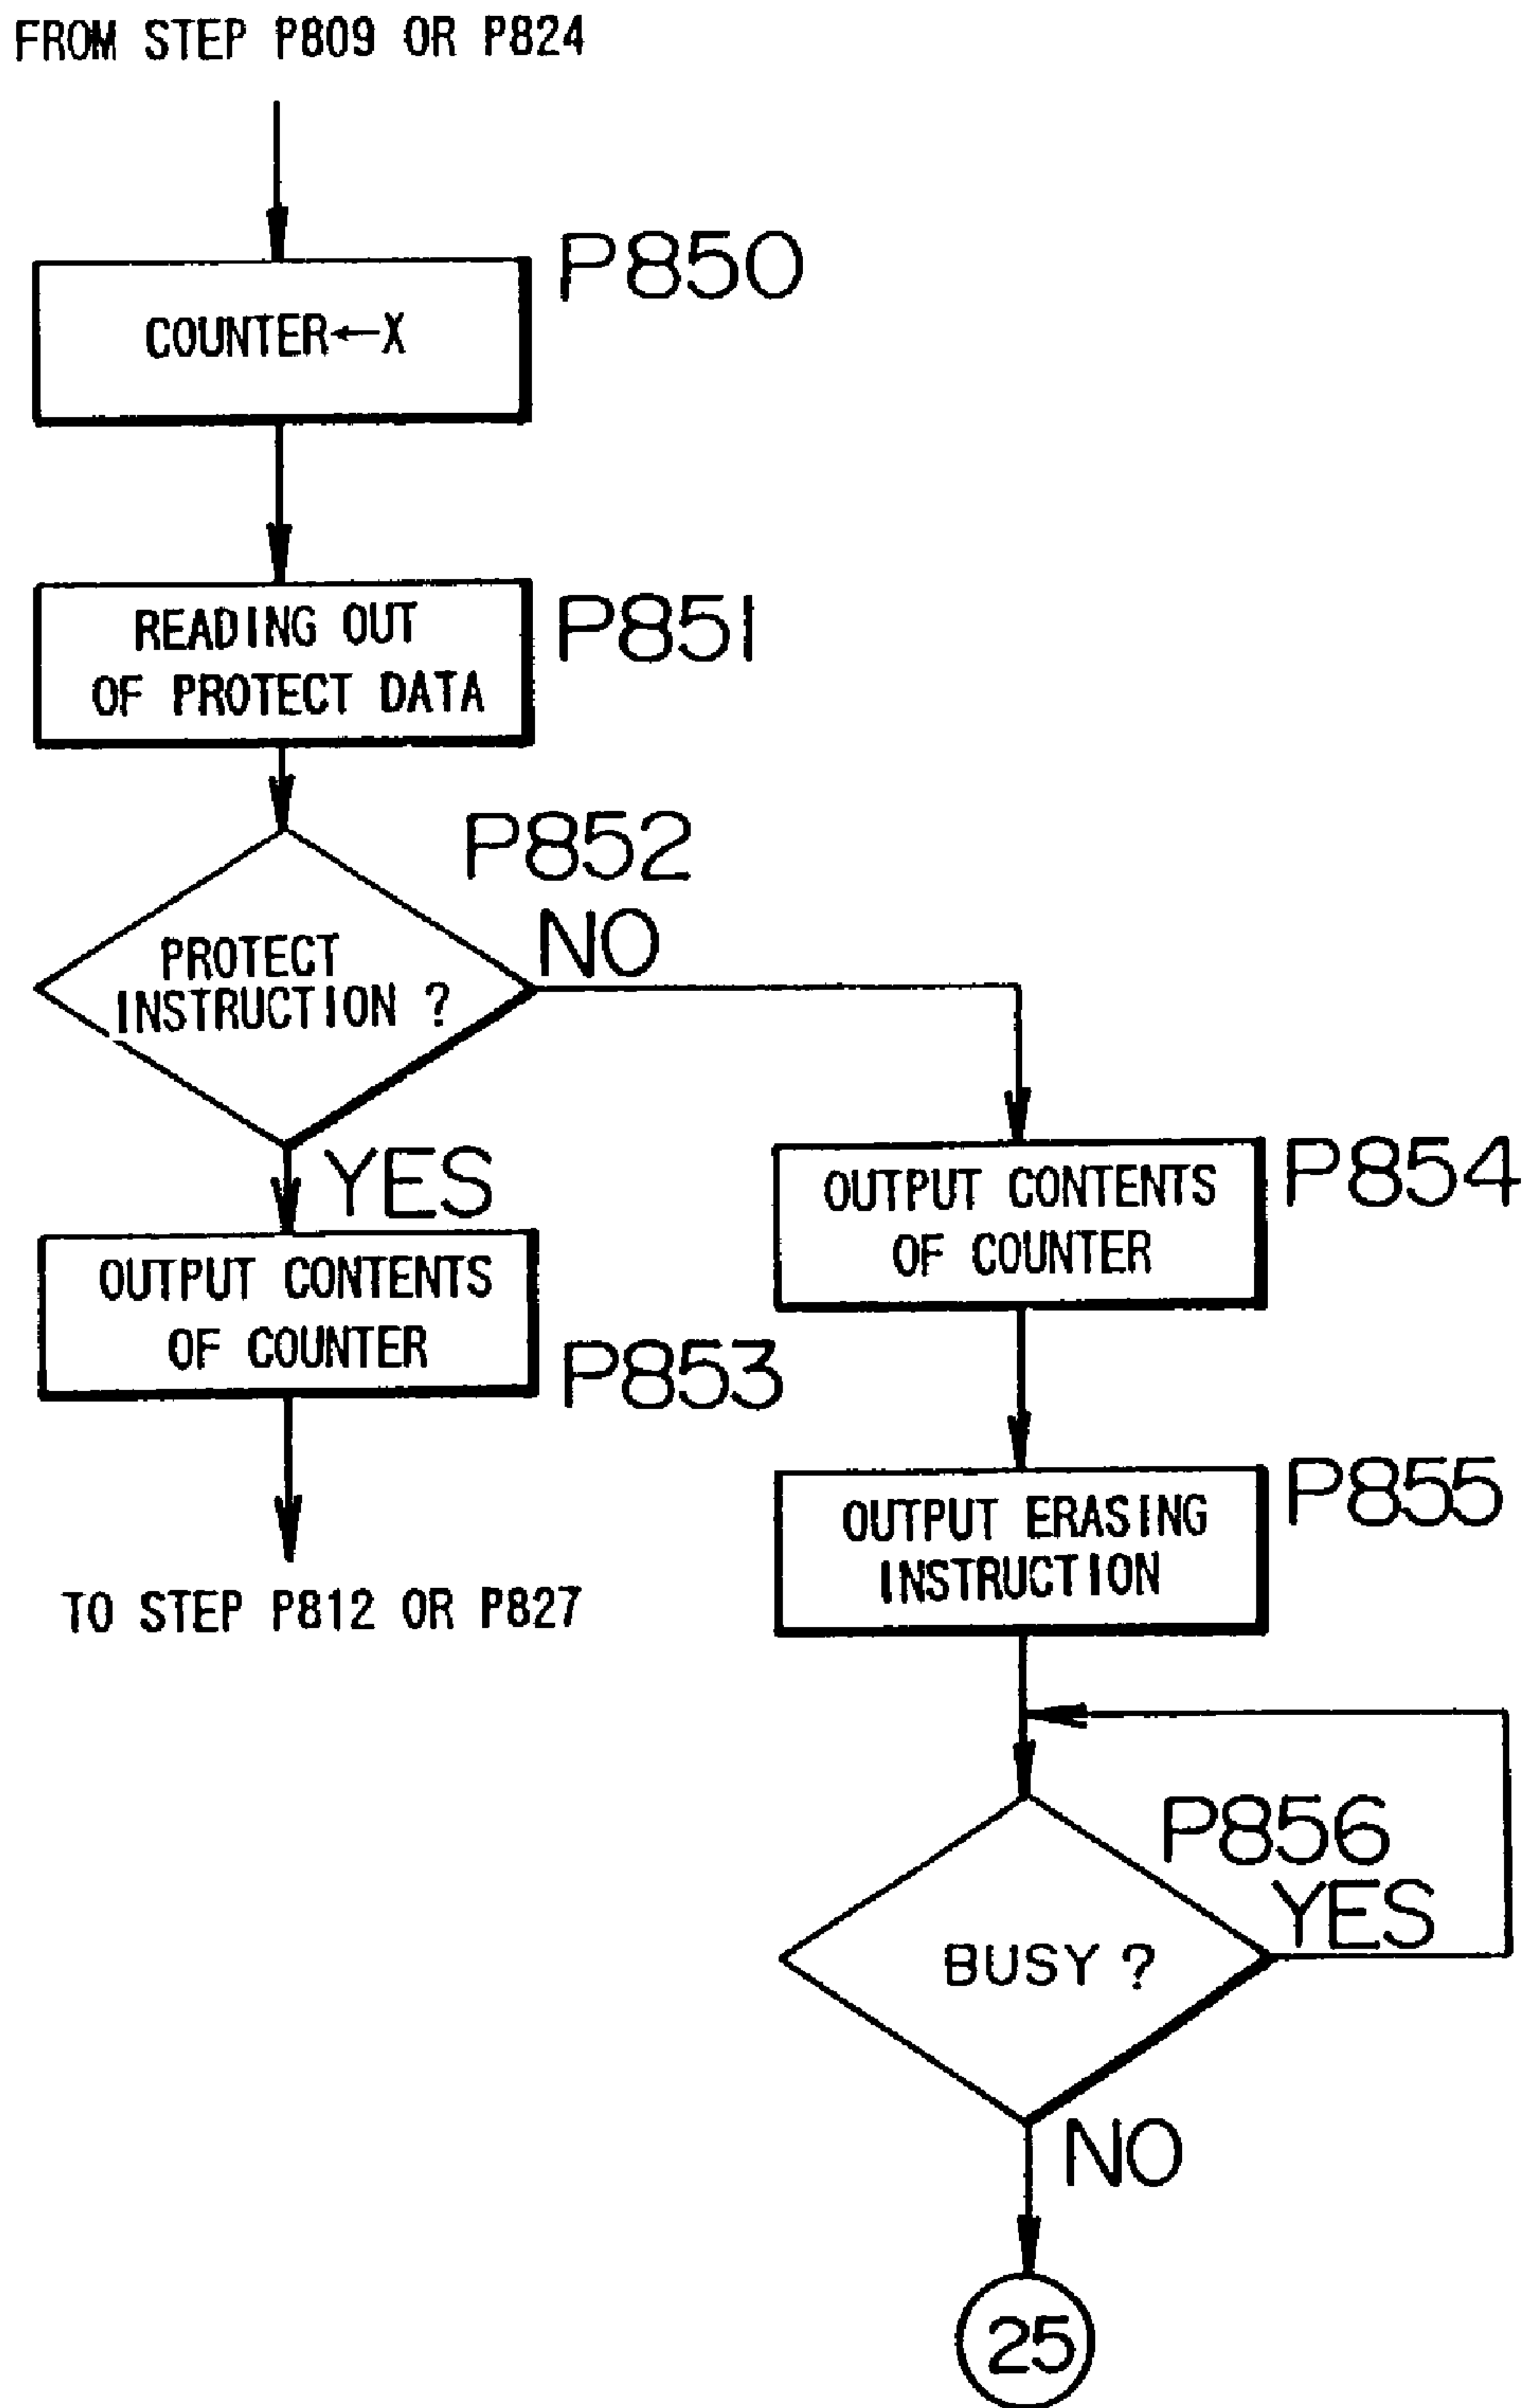 FROM STEP P809 OR P824
P850
COUNTER←X
P851
READING OUT
OF PROTECT DATA
P852
NO
PROTECT
INSTRUCTION ?
YES
OUTPUT CONTENTS
OF COUNTER
P853
TO STEP P812 OR P827
P854
OUTPUT CONTENTS
OF COUNTER
P855
OUTPUT ERASING
INSTRUCTION
P856
YES
BUSY ?
NO
25